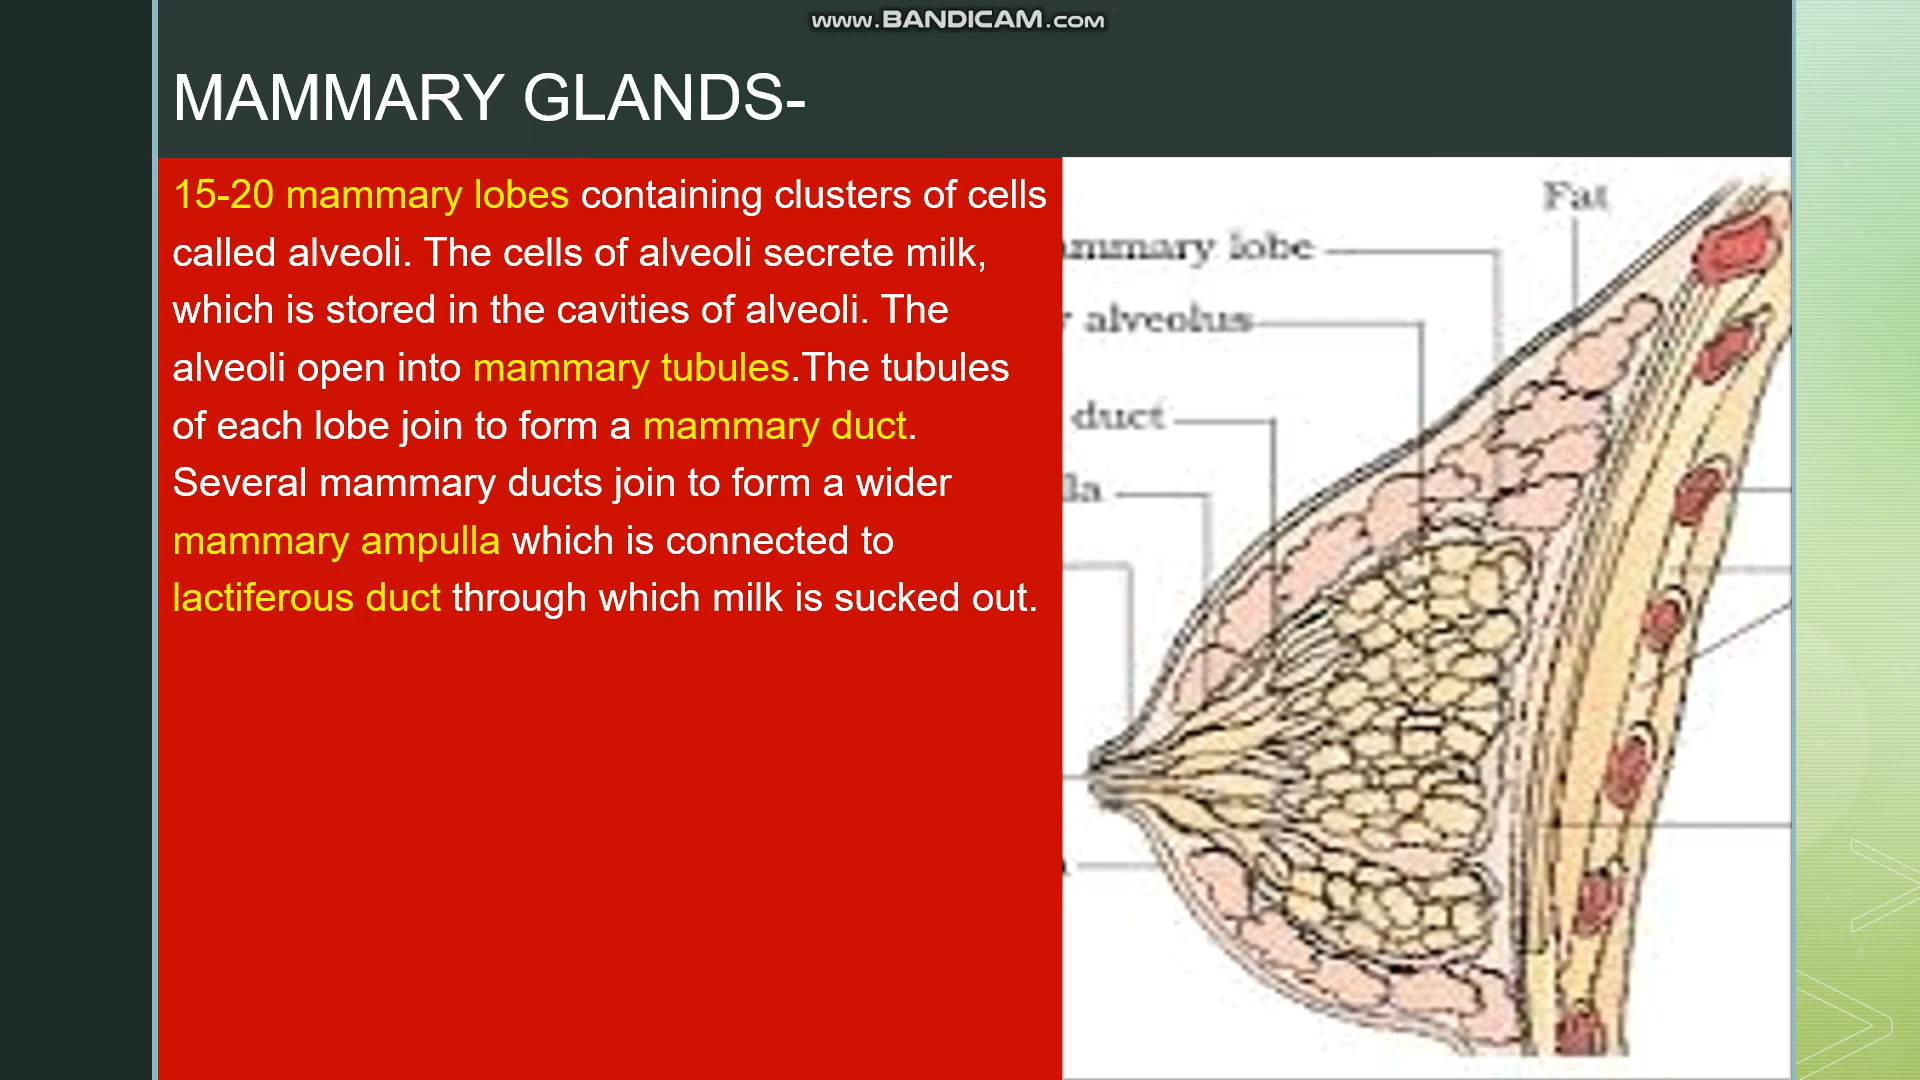 www.BANDICAM.com
MAMMARY GLANDS-
15-20 mammary lobes containing clusters of cells
called alveoli. The cells of alveoli secrete milk,
which is stored in the cavities of alveoli. The
alveoli open into mammary tubules.The tubules
of each lobe join to form a mammary duct.
Several mammary ducts join to form a wider
mammary ampulla which is connected to
lactiferous duct through which milk is sucked out.
Fat
lobe
alveolus
duct